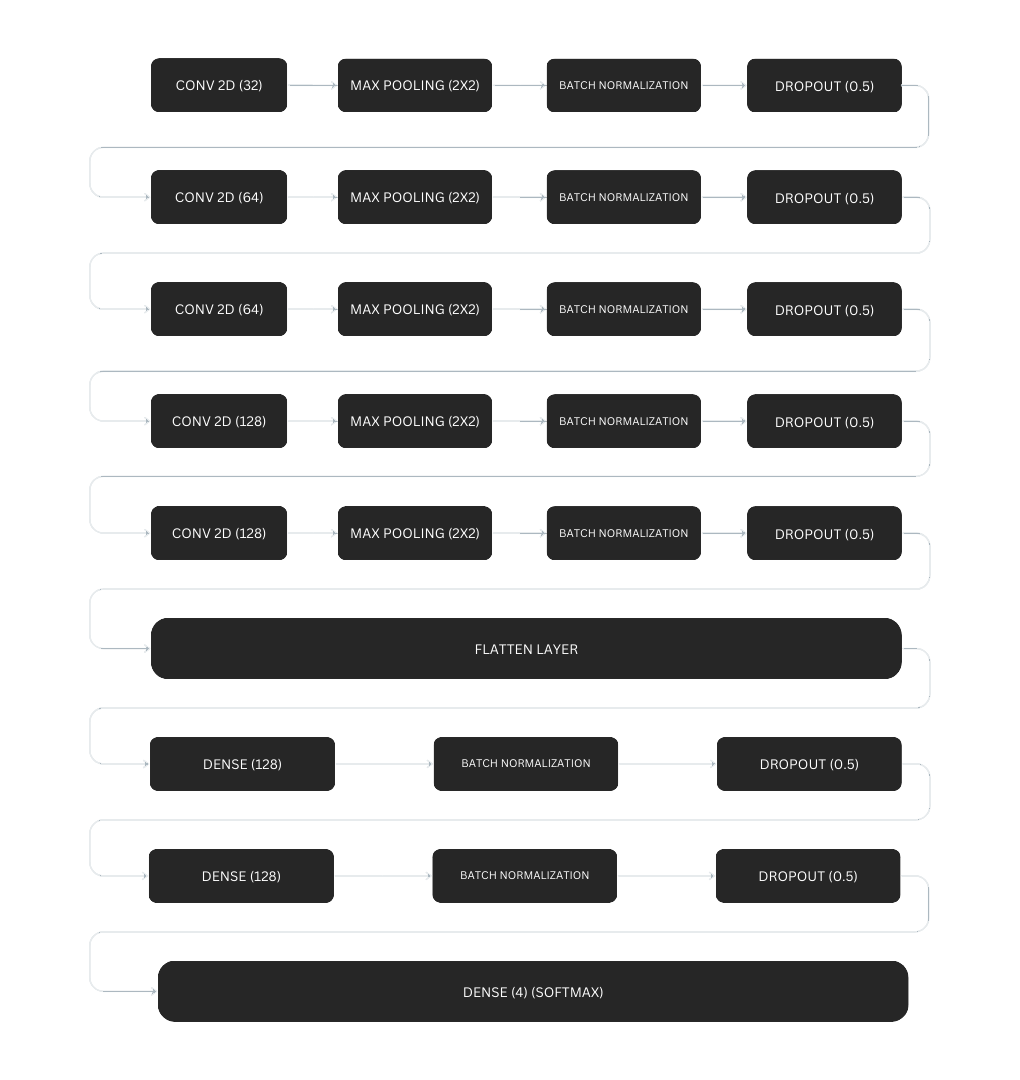 CONV 2D (32)
MAX POOLING (2X2)
BATCH NORMALIZATION
DROPOUT (0.5)
CONV 2D (64)
MAX POOLING (2X2)
BATCH NORMALIZATION
DROPOUT (0.5)
CONV 2D (64)
MAX POOLING (2X2)
BATCH NORMALIZATION
DROPOUT (0.5)
CONV 2D (128)
MAX POOLING (2X2)
BATCH NORMALIZATION
DROPOUT (0.5)
CONV 2D (128)
MAX POOLING (2X2)
BATCH NORMALIZATION
DROPOUT (0.5)
FLATTEN LAYER
DENSE (128)
BATCH NORMALIZATION
DROPOUT (0.5)
DENSE (128)
BATCH NORMALIZATION
DROPOUT (0.5)
DENSE (4) (SOFTMAX)